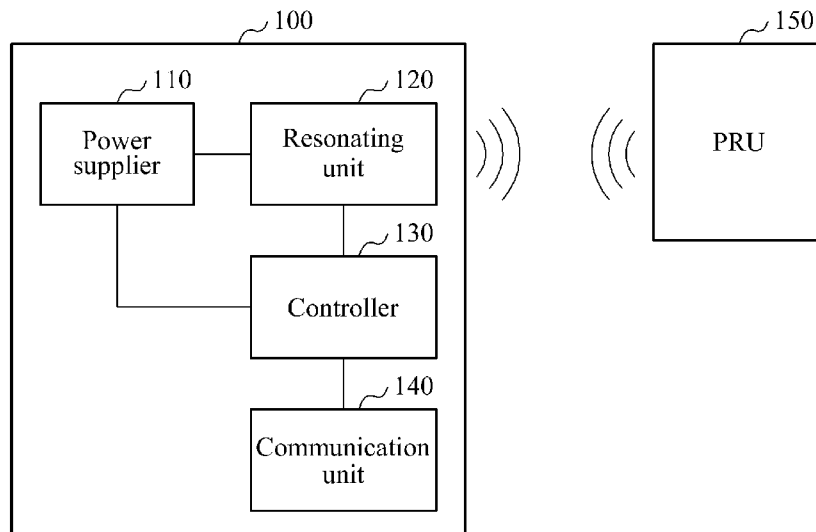 100
150
110
120
Power
supplier
Resonating
unit
PRU
130
Controller
140
Communication
unit